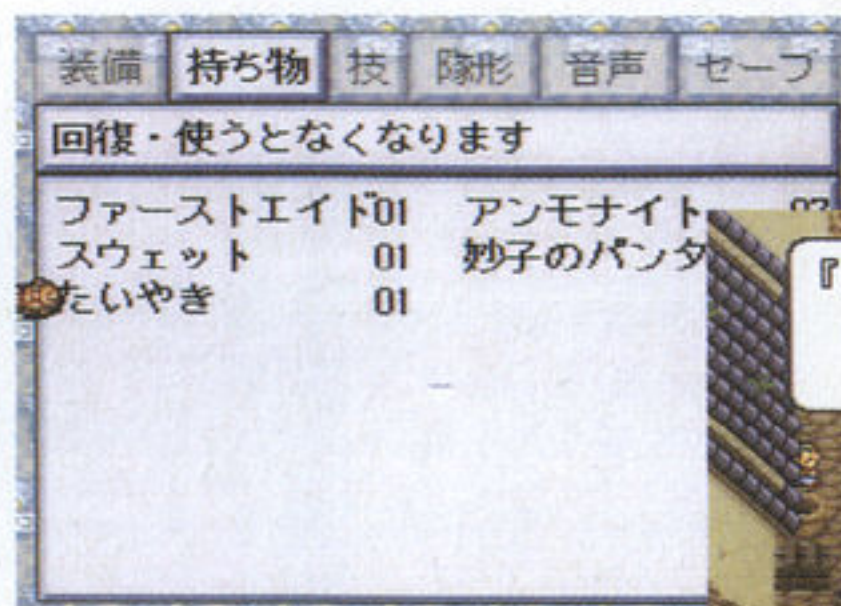 装備 持ち物 技 隊形 音声 セーブ
回復・使うとなくなります
ファーストエイド01 アンモナイト
スウェット 01 妙子のパンタ
たいやき 01
『